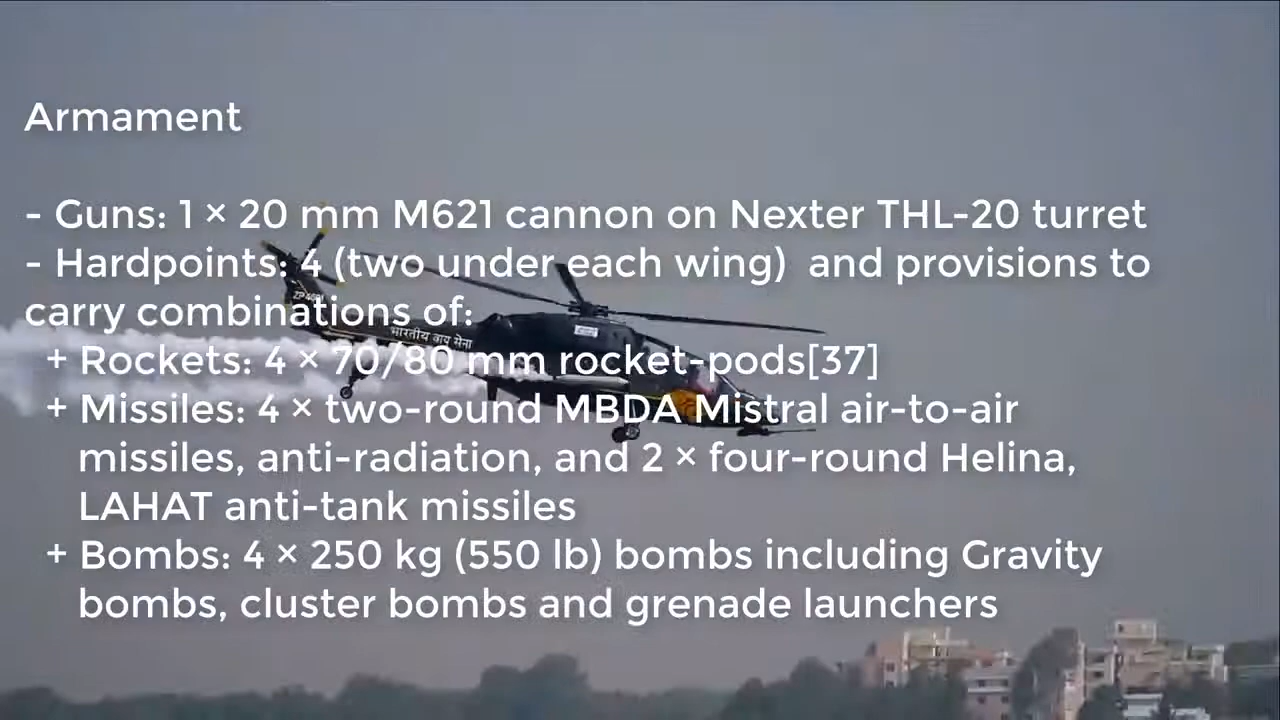 Armament
- Guns: 1 × 20 mm M621 cannon on Nexter THL-20 turret
- Hardpoints: 4 (two under each wing) and provisions to
carry combinations of:
+ Rockets: 4 × 70/80 mm rocket-pods[37]
+ Missiles: 4 × two-round MBDA Mistral air-to-air
missiles, anti-radiation, and 2 × four-round Helina,
LAHAT anti-tank missiles
+ Bombs: 4 × 250 kg (550 lb) bombs including Gravity
bombs, cluster bombs and grenade launchers
भारतीय वायु सेना